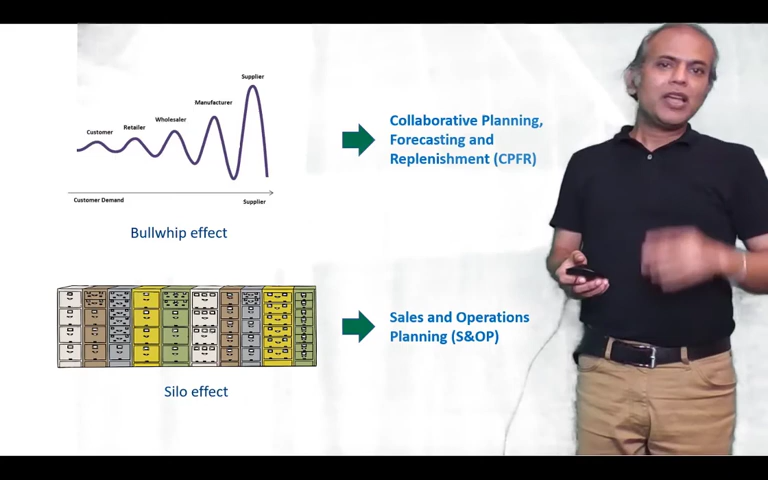 Supplier
Manufacturer
Wholesaler
Retailer
Customer
Customer Demand
Supplier
Bullwhip effect
Collaborative Planning,
Forecasting and
Replenishment (CPFR)
Silo effect
Sales and Operations
Planning (S&OP)